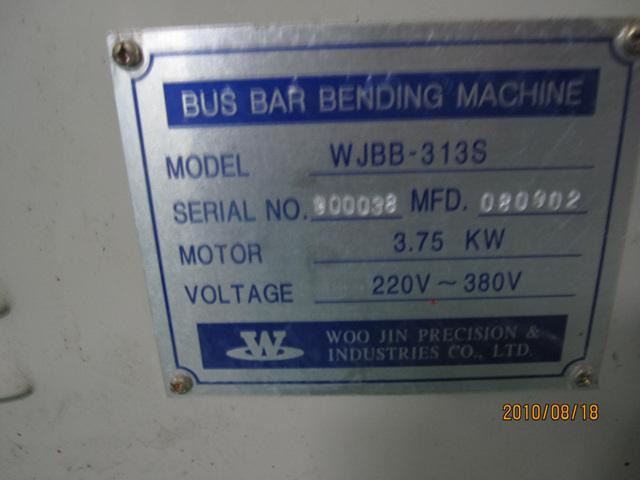 BUS BAR BENDING MACHINE
MODEL WJBB-313S
SERIAL NO. 900038 MFD. 080902
MOTOR 3.75 KW
VOLTAGE 220V ~ 380V
W WOO JIN PRECISION &
INDUSTRIES CO., LTD.
2010/08/18